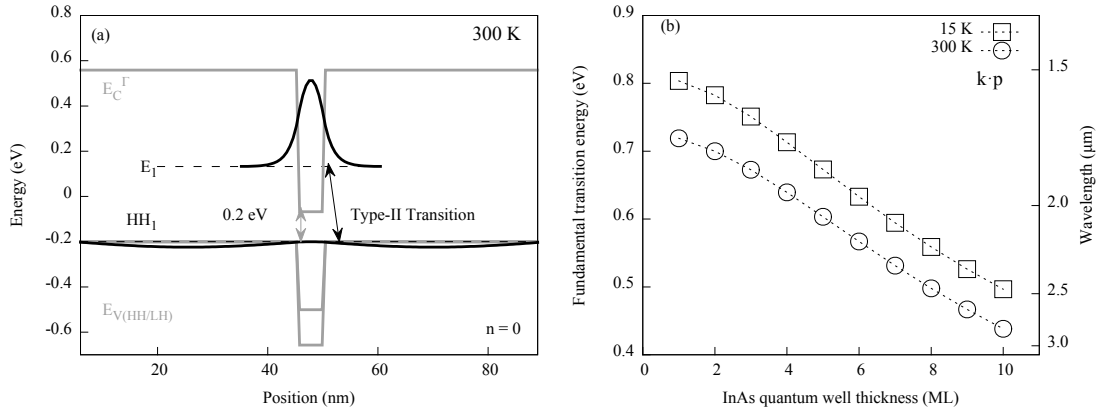 (a)
300 K
0.8
0.6
0.4
0.2
0
-0.2
-0.4
-0.6
Energy (eV)
E_C^Γ
E_1
HH_1
0.2 eV
Type-II Transition
E_V(HH/LH)
n = 0
20
40
60
80
Position (nm)
(b)
15 K
300 K
k·p
0.9
0.8
0.7
0.6
0.5
0.4
Fundamental transition energy (eV)
0
2
4
6
8
10
InAs quantum well thickness (ML)
1.5
2.0
2.5
3.0
Wavelength (μm)